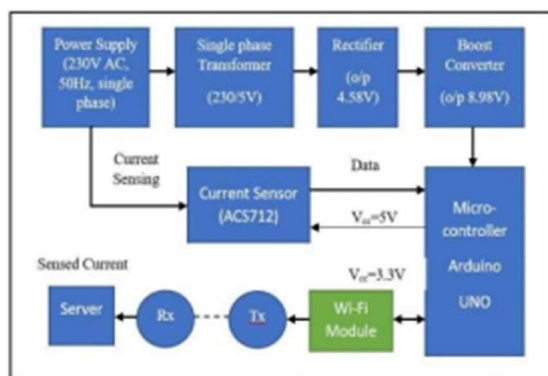 Power Supply
(230V AC,
50Hz, single
phase)
Single phase
Transformer
(230/5V)
Rectifier
(o/p
4.58V)
Boost
Converter
(o/p 8.98V)
Current
Sensing
Current Sensor
(ACS712)
Data
Vcc=5V
Micro-
controller
Arduino
UNO
Sensed Current
Vcc=3.3V
Server
Rx
Tx
Wi-Fi
Module